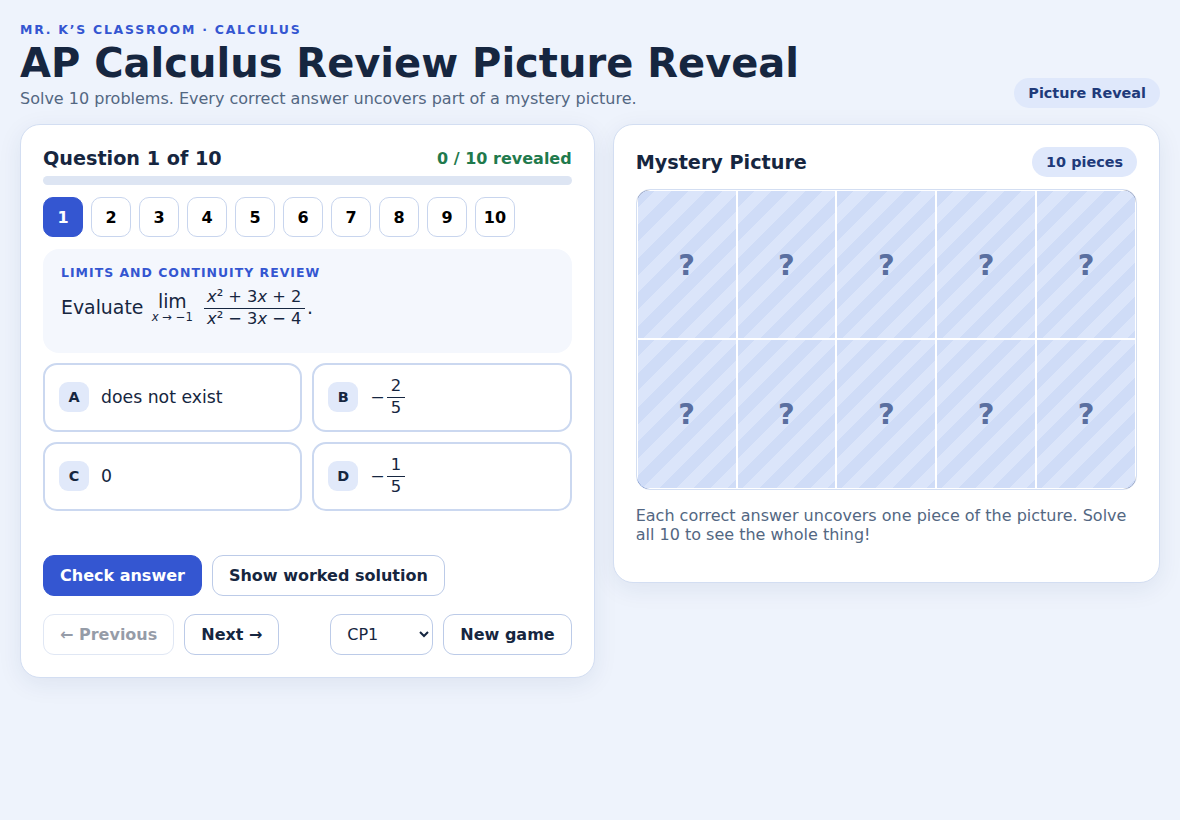 MR. K’S CLASSROOM · CALCULUS
AP Calculus Review Picture Reveal
Solve 10 problems. Every correct answer uncovers part of a mystery picture.
Picture Reveal
Question 1 of 10
0 / 10 revealed
1 2 3 4 5 6 7 8 9 10
LIMITS AND CONTINUITY REVIEW
Evaluate lim x → −1 (x² + 3x + 2)/(x² − 3x − 4).
A does not exist
B −2/5
C 0
D −1/5
Check answer
Show worked solution
← Previous
Next →
CP1
New game
Mystery Picture
10 pieces
? ? ? ? ?
? ? ? ? ?
Each correct answer uncovers one piece of the picture. Solve
all 10 to see the whole thing!